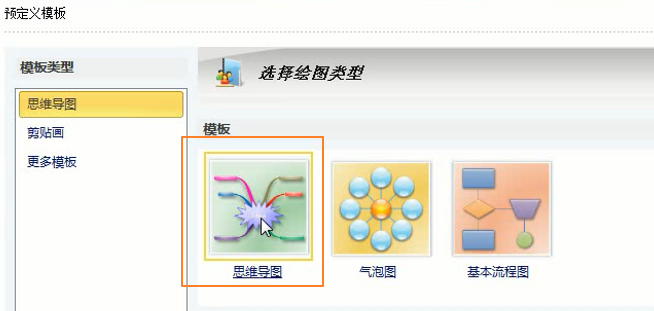 预定义模板
模板类型
选择绘图类型
思维导图
剪贴画
更多模板
模板
思维导图
气泡图
基本流程图